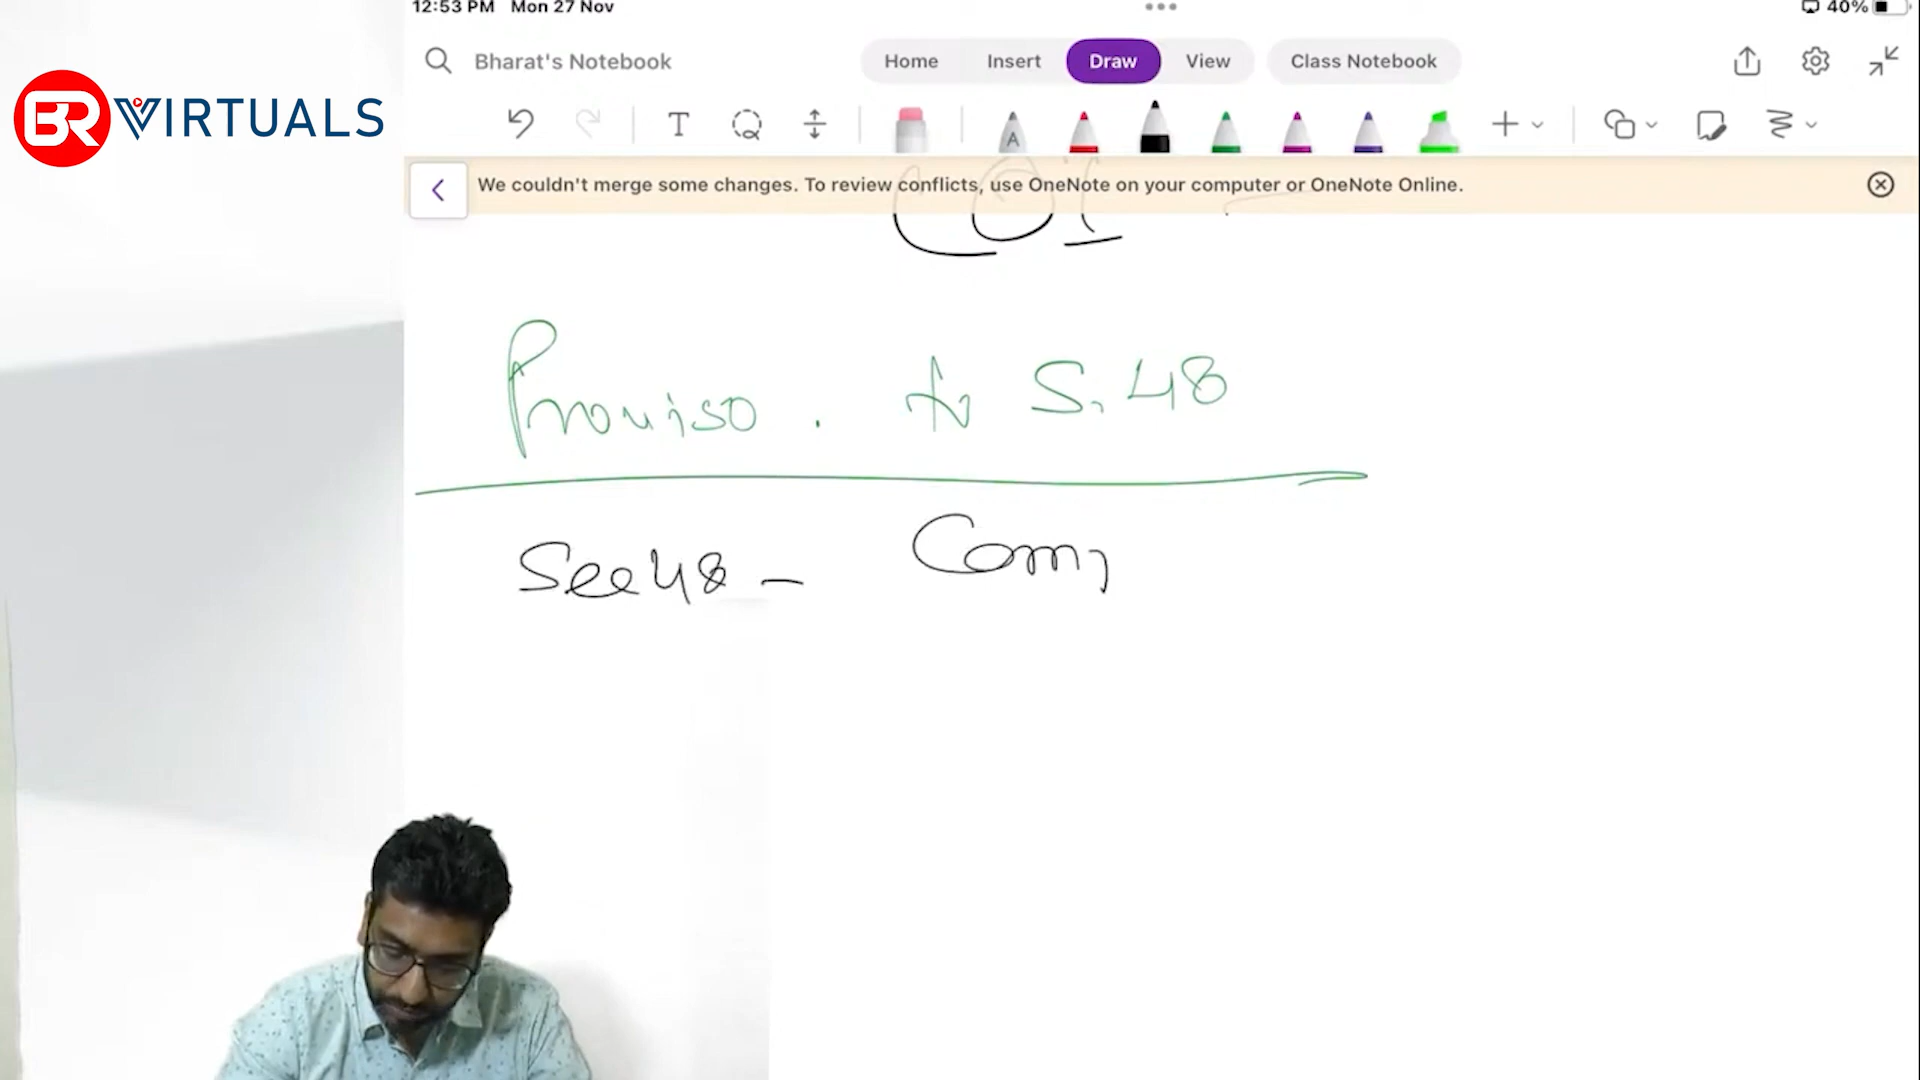 12:53 PM Mon 27 Nov
40%
BR VIRTUALS
Bharat's Notebook
Home Insert Draw View Class Notebook
T
A
We couldn't merge some changes. To review conflicts, use OneNote on your computer or OneNote Online.
COI
Proviso. to S. 48
Sec 48 - Com